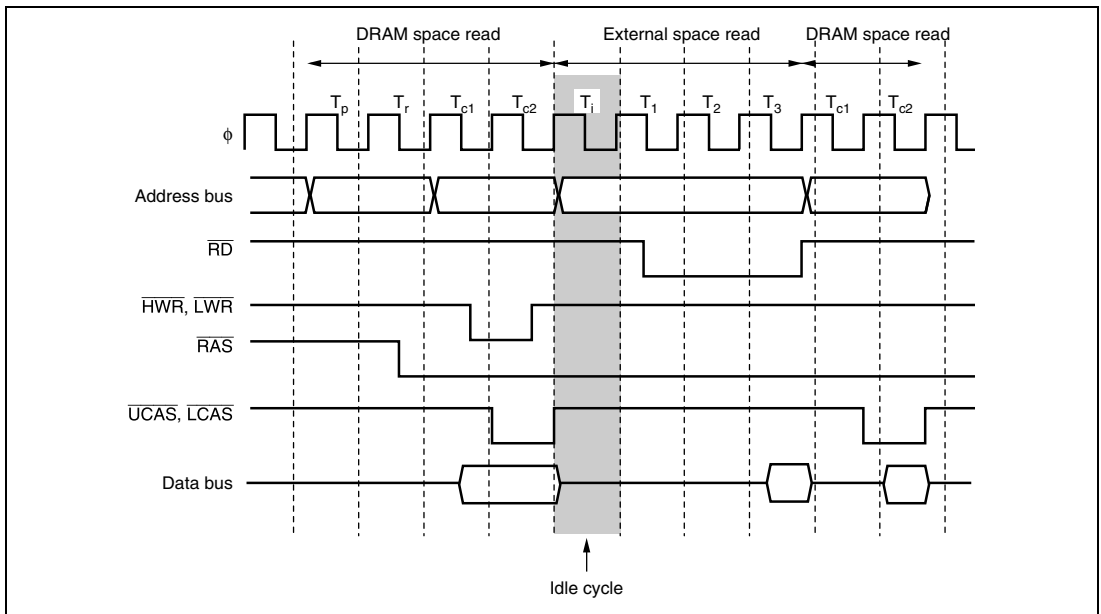 DRAM space read External space read DRAM space read
Tp Tr Tc1 Tc2 Ti T1 T2 T3 Tc1 Tc2
ϕ
Address bus
RD
HWR, LWR
RAS
UCAS, LCAS
Data bus
Idle cycle